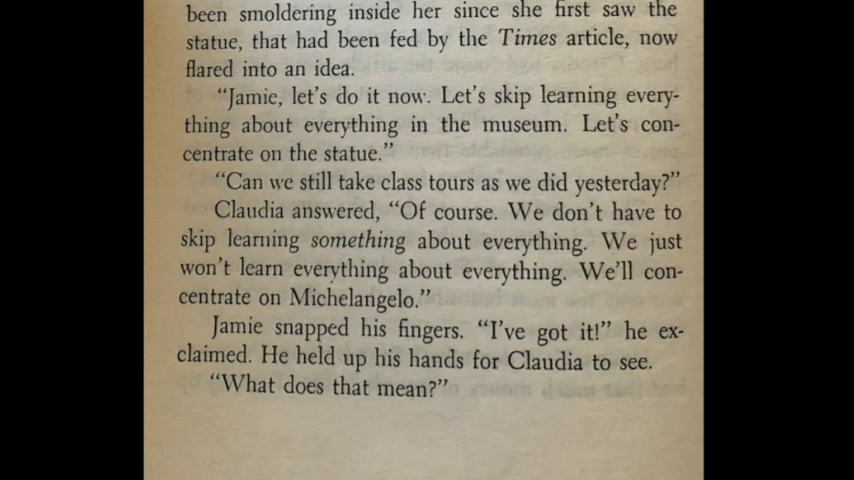 been smoldering inside her since she first saw the
statue, that had been fed by the Times article, now
flared into an idea.
"Jamie, let's do it now. Let's skip learning every-
thing about everything in the museum. Let's con-
centrate on the statue."
"Can we still take class tours as we did yesterday?"
Claudia answered, "Of course. We don't have to
skip learning something about everything. We just
won't learn everything about everything. We'll con-
centrate on Michelangelo."
Jamie snapped his fingers. "I've got it!" he ex-
claimed. He held up his hands for Claudia to see.
"What does that mean?"